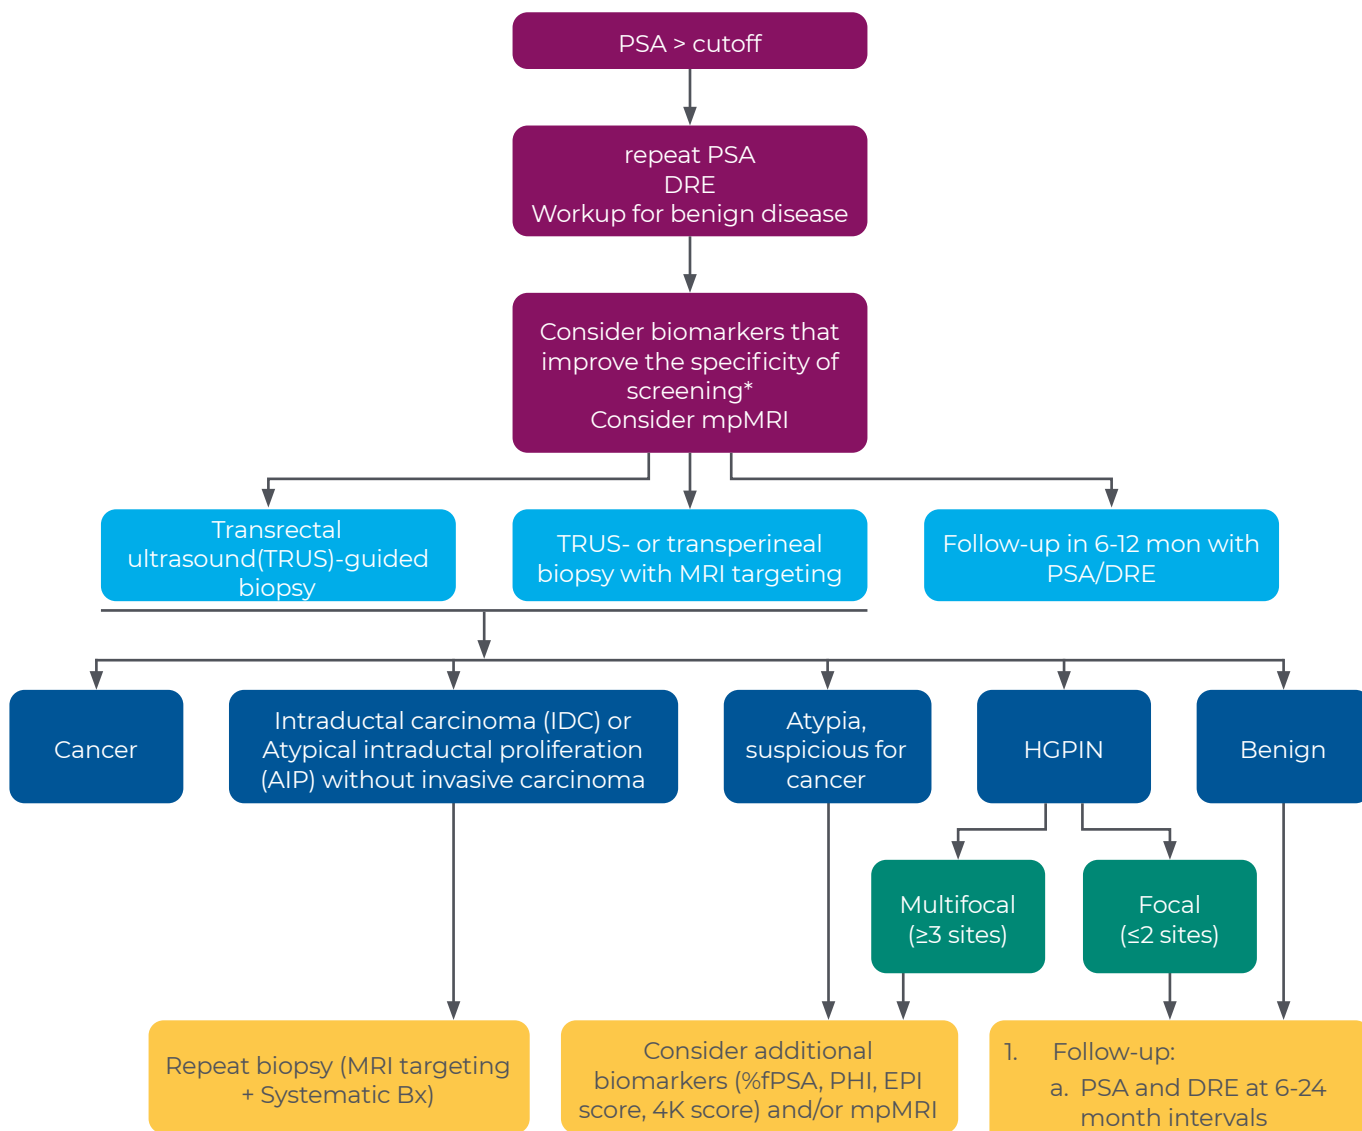 PSA > cutoff
repeat PSA
DRE
Workup for benign disease
Consider biomarkers that
improve the specificity of
screening*
Consider mpMRI
Transrectal
ultrasound(TRUS)-guided
biopsy
TRUS- or transperineal
biopsy with MRI targeting
Follow-up in 6-12 mon with
PSA/DRE
Cancer
Intraductal carcinoma (IDC) or
Atypical intraductal proliferation
(AIP) without invasive carcinoma
Atypia,
suspicious for
cancer
HGPIN
Benign
Multifocal
(≥3 sites)
Focal
(≤2 sites)
Repeat biopsy (MRI targeting
+ Systematic Bx)
Consider additional
biomarkers (%fPSA, PHI, EPI
score, 4K score) and/or mpMRI
1. Follow-up:
a. PSA and DRE at 6-24
month intervals